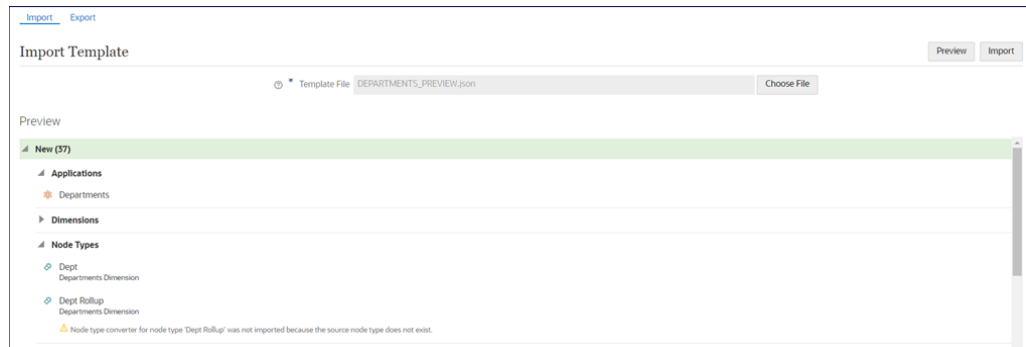 Import Export
Import Template
Preview Import
* Template File DEPARTMENTS_PREVIEW.json Choose File
Preview
New (37)
Applications
Departments
Dimensions
Node Types
Dept
Departments Dimension
Dept Rollup
Departments Dimension
Node type converter for node type 'Dept Rollup' was not imported because the source node type does not exist.